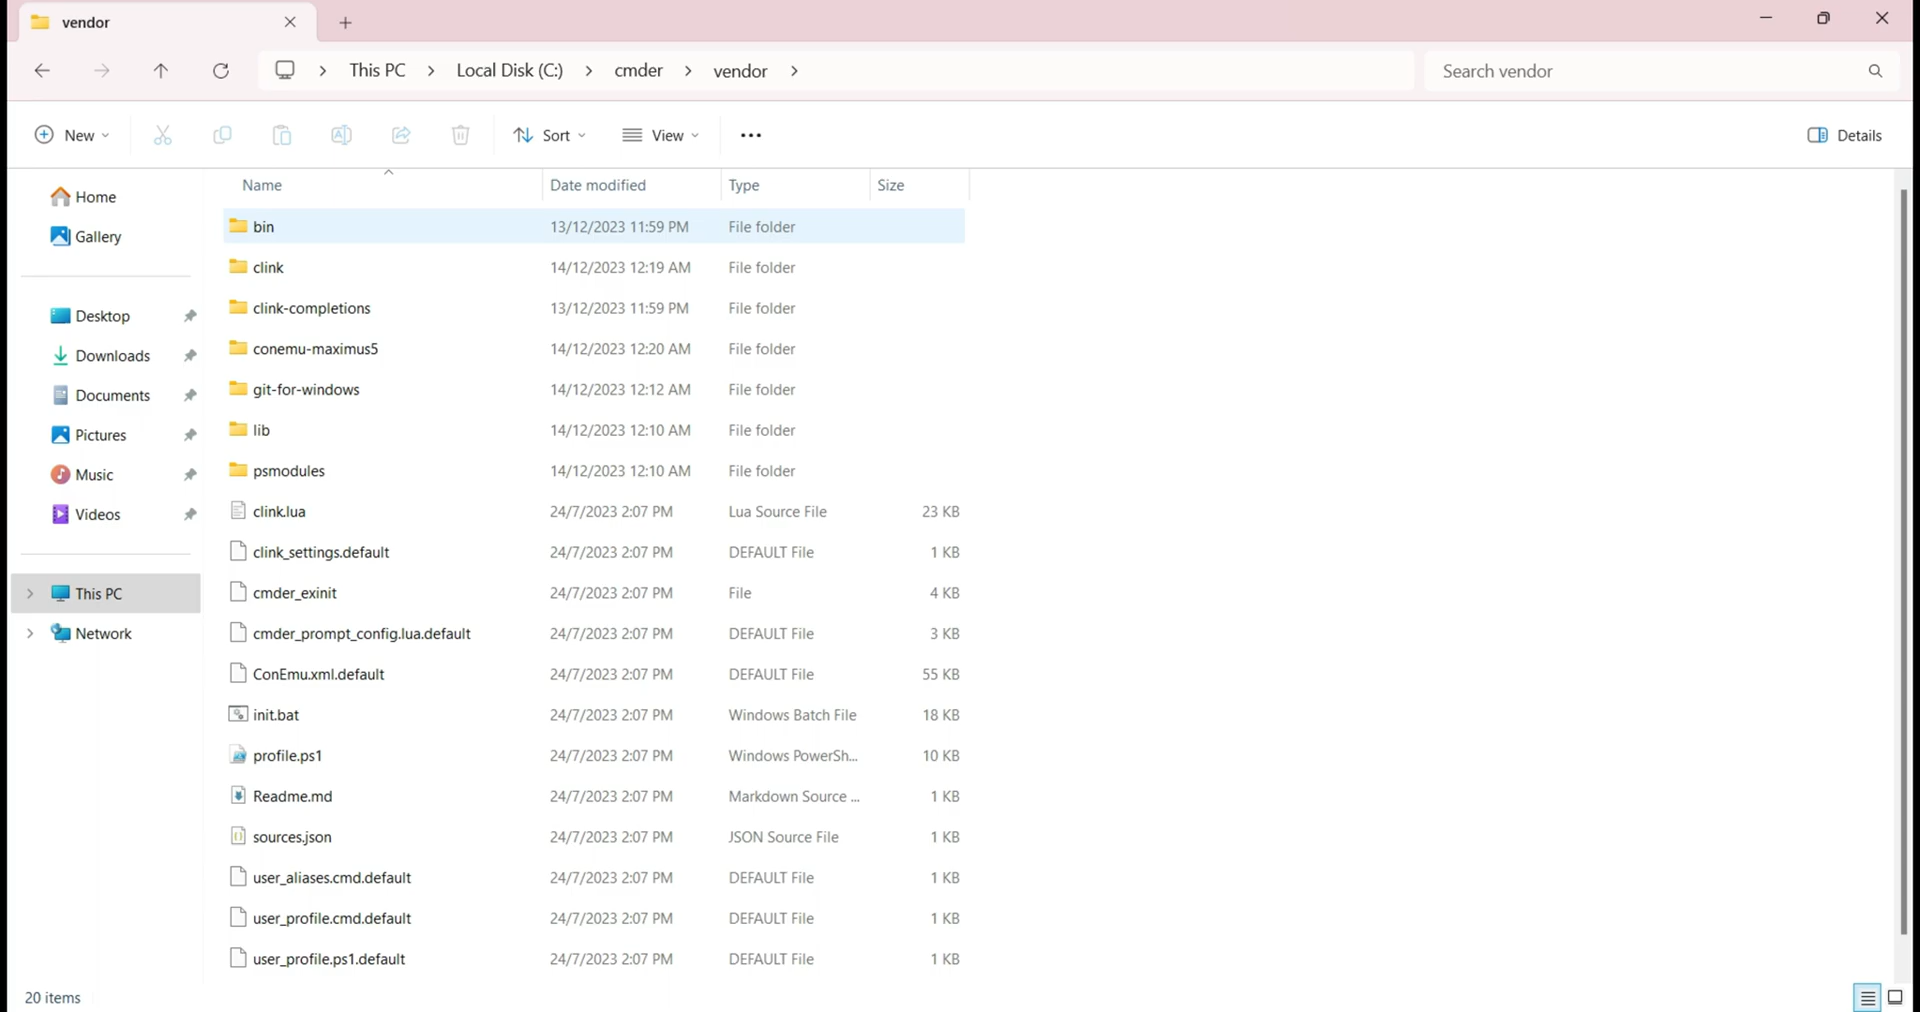 vendor
This PC > Local Disk (C:) > cmder > vendor >
Search vendor
New
Sort
View
Details
Name Date modified Type Size
Home
Gallery
Desktop
Downloads
Documents
Pictures
Music
Videos
This PC
Network
bin 13/12/2023 11:59 PM File folder
clink 14/12/2023 12:19 AM File folder
clink-completions 13/12/2023 11:59 PM File folder
conemu-maximus5 14/12/2023 12:20 AM File folder
git-for-windows 14/12/2023 12:12 AM File folder
lib 14/12/2023 12:10 AM File folder
psmodules 14/12/2023 12:10 AM File folder
clink.lua 24/7/2023 2:07 PM Lua Source File 23 KB
clink_settings.default 24/7/2023 2:07 PM DEFAULT File 1 KB
cmder_exinit 24/7/2023 2:07 PM File 4 KB
cmder_prompt_config.lua.default 24/7/2023 2:07 PM DEFAULT File 3 KB
ConEmu.xml.default 24/7/2023 2:07 PM DEFAULT File 55 KB
init.bat 24/7/2023 2:07 PM Windows Batch File 18 KB
profile.ps1 24/7/2023 2:07 PM Windows PowerSh... 10 KB
Readme.md 24/7/2023 2:07 PM Markdown Source ... 1 KB
sources.json 24/7/2023 2:07 PM JSON Source File 1 KB
user_aliases.cmd.default 24/7/2023 2:07 PM DEFAULT File 1 KB
user_profile.cmd.default 24/7/2023 2:07 PM DEFAULT File 1 KB
user_profile.ps1.default 24/7/2023 2:07 PM DEFAULT File 1 KB
20 items